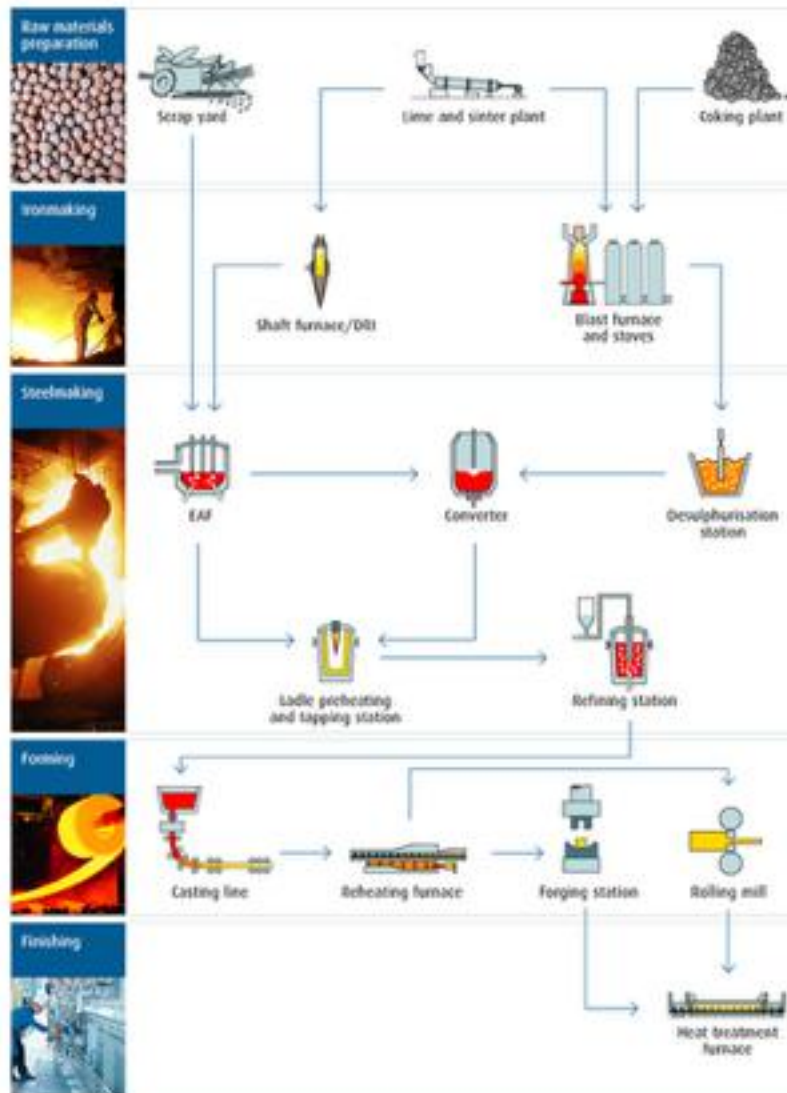 Raw materials
preparation
Scrap yard
Lime and sinter plant
Coking plant
Ironmaking
Shaft furnace/DRI
Blast furnace
and stoves
Steelmaking
EAF
Converter
Desulphurisation
station
Ladle preheating
and tapping station
Refining station
Forming
Casting line
Reheating furnace
Forging station
Rolling mill
Finishing
Heat treatment
furnace